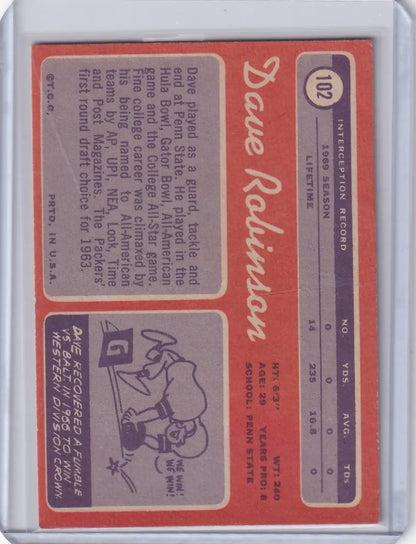 102
INTERCEPTION RECORD
NO. YDS. AVG. TDs
1969 SEASON 0 0 0 0
LIFETIME 14 235 16.8 0
Dave Robinson
HT: 6'3" WT: 240
AGE: 29 YEARS PRO: 8
SCHOOL: PENN STATE
Dave played as a guard, tackle and
end at Penn State. He played in the
Hula Bowl, Gator Bowl, All-American
game and the College All-Star game.
Fine college career was climaxed by
his being named to All-American
teams by AP, UPI, NEA, Look, Time
and Post Magazines. The Packers'
first round draft choice for 1963.
©T.C.G. PRTD. IN U.S.A.
G
WE WIN!
WE WIN!
DAVE RECOVERED A FUMBLE
VS. BALT. IN 1966 TO WIN
WESTERN DIVISION CROWN.